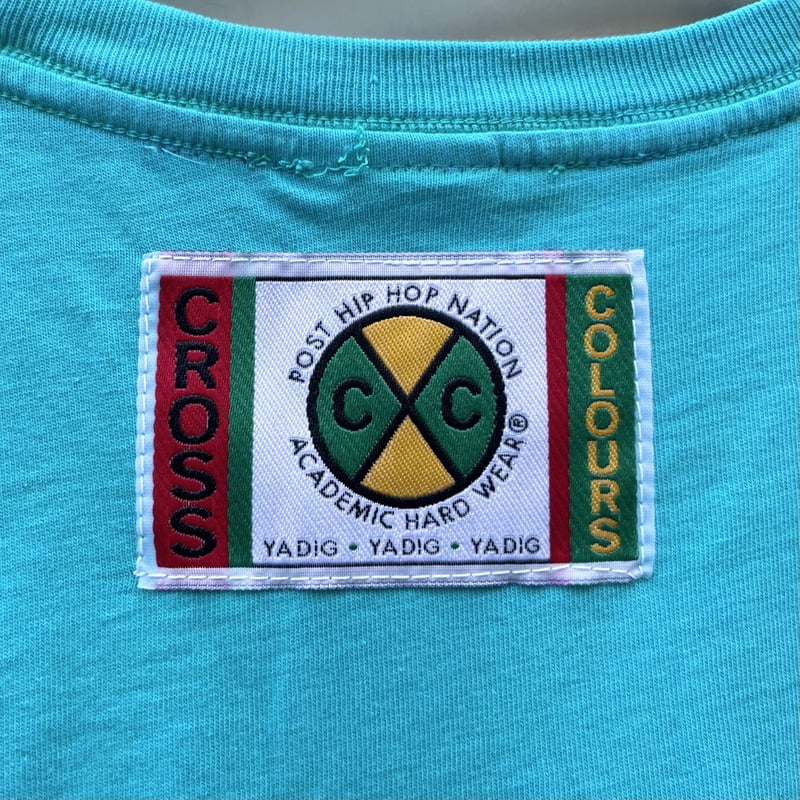 CROSS
POST HIP HOP NATION
C C
ACADEMIC HARD WEAR®
YADIG • YADIG • YADIG
COLOURS